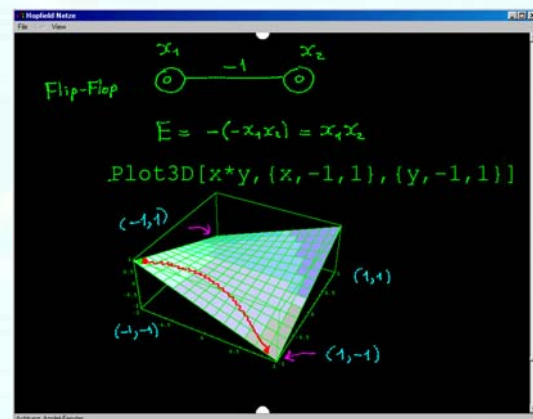 Hopfield Netze
File View
x₁ x₂
-1
Flip-Flop
E = -(-x₁x₂) = x₁x₂
Plot3D[x*y,{x,-1,1},{y,-1,1}]
(-1,1)
(1,1)
(-1,-1)
(1,-1)